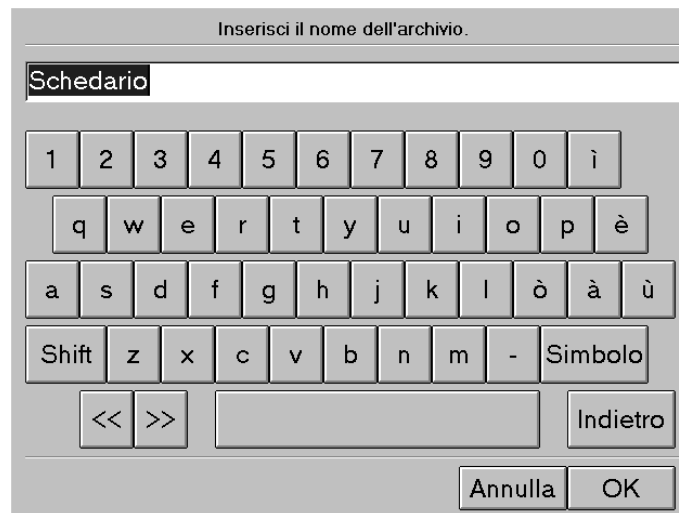 Inserisci il nome dell'archivio.
Schedario
1 2 3 4 5 6 7 8 9 0 ì
q w e r t y u i o p è
a s d f g h j k l ò à ù
Shift z x c v b n m - Simbolo
<< >> Indietro
Annulla OK